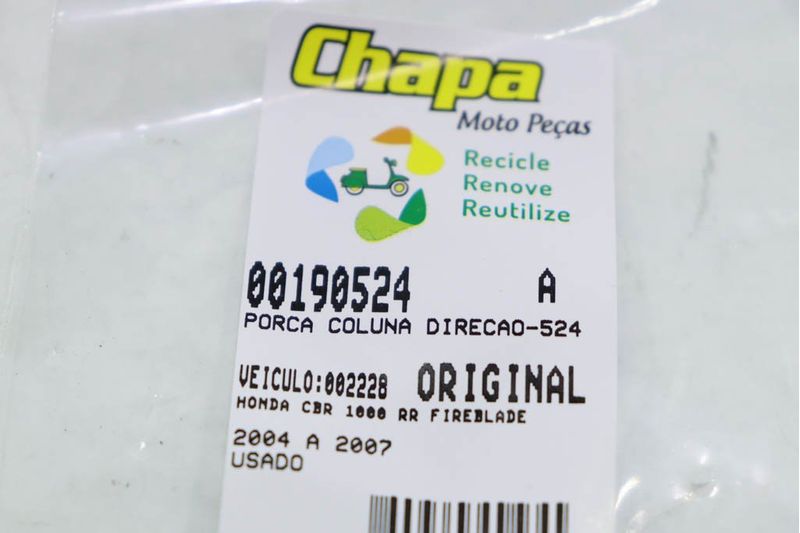 Chapa
Moto Peças
Recicle
Renove
Reutilize
00190524 A
PORCA COLUNA DIRECAO-524
VEICULO:002228 ORIGINAL
HONDA CBR 1000 RR FIREBLADE
2004 A 2007
USADO